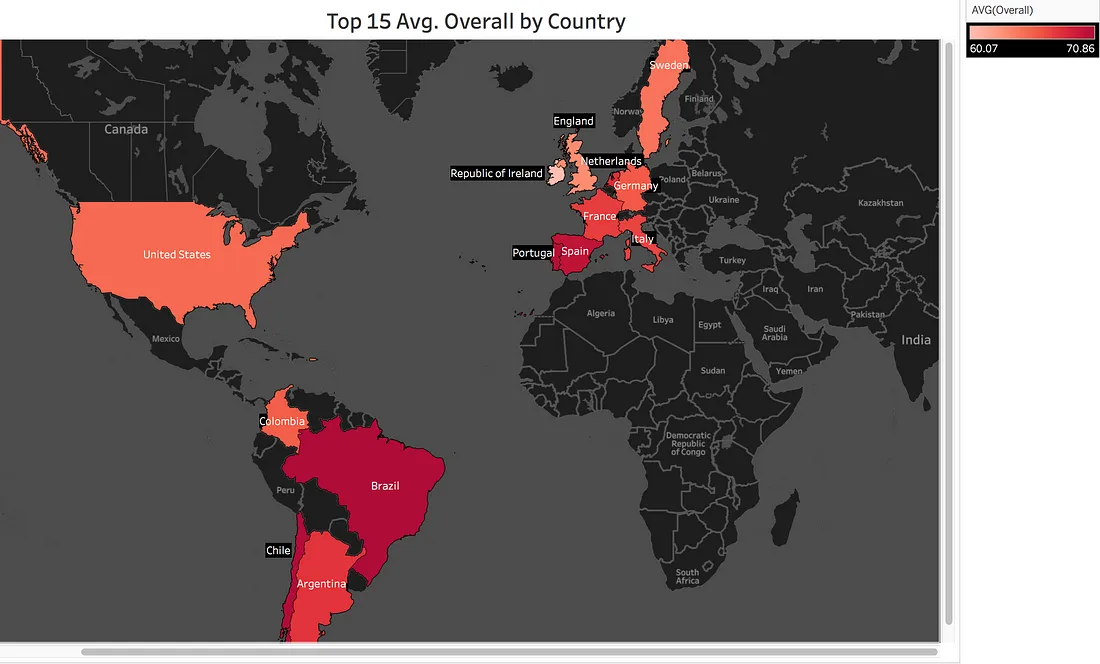 Top 15 Avg. Overall by Country
AVG(Overall)
60.07
70.86
Sweden
Finland
Norway
Canada
England
Netherlands
Republic of Ireland
Germany
Poland
Belarus
Ukraine
Kazakhstan
France
Italy
Portugal
Spain
United States
Turkey
Iraq
Iran
Pakistan
Algeria
Libya
Egypt
Saudi
Arabia
India
Mexico
Sudan
Yemen
Colombia
Democratic
Republic
of Congo
Brazil
Peru
Chile
Argentina
South
Africa